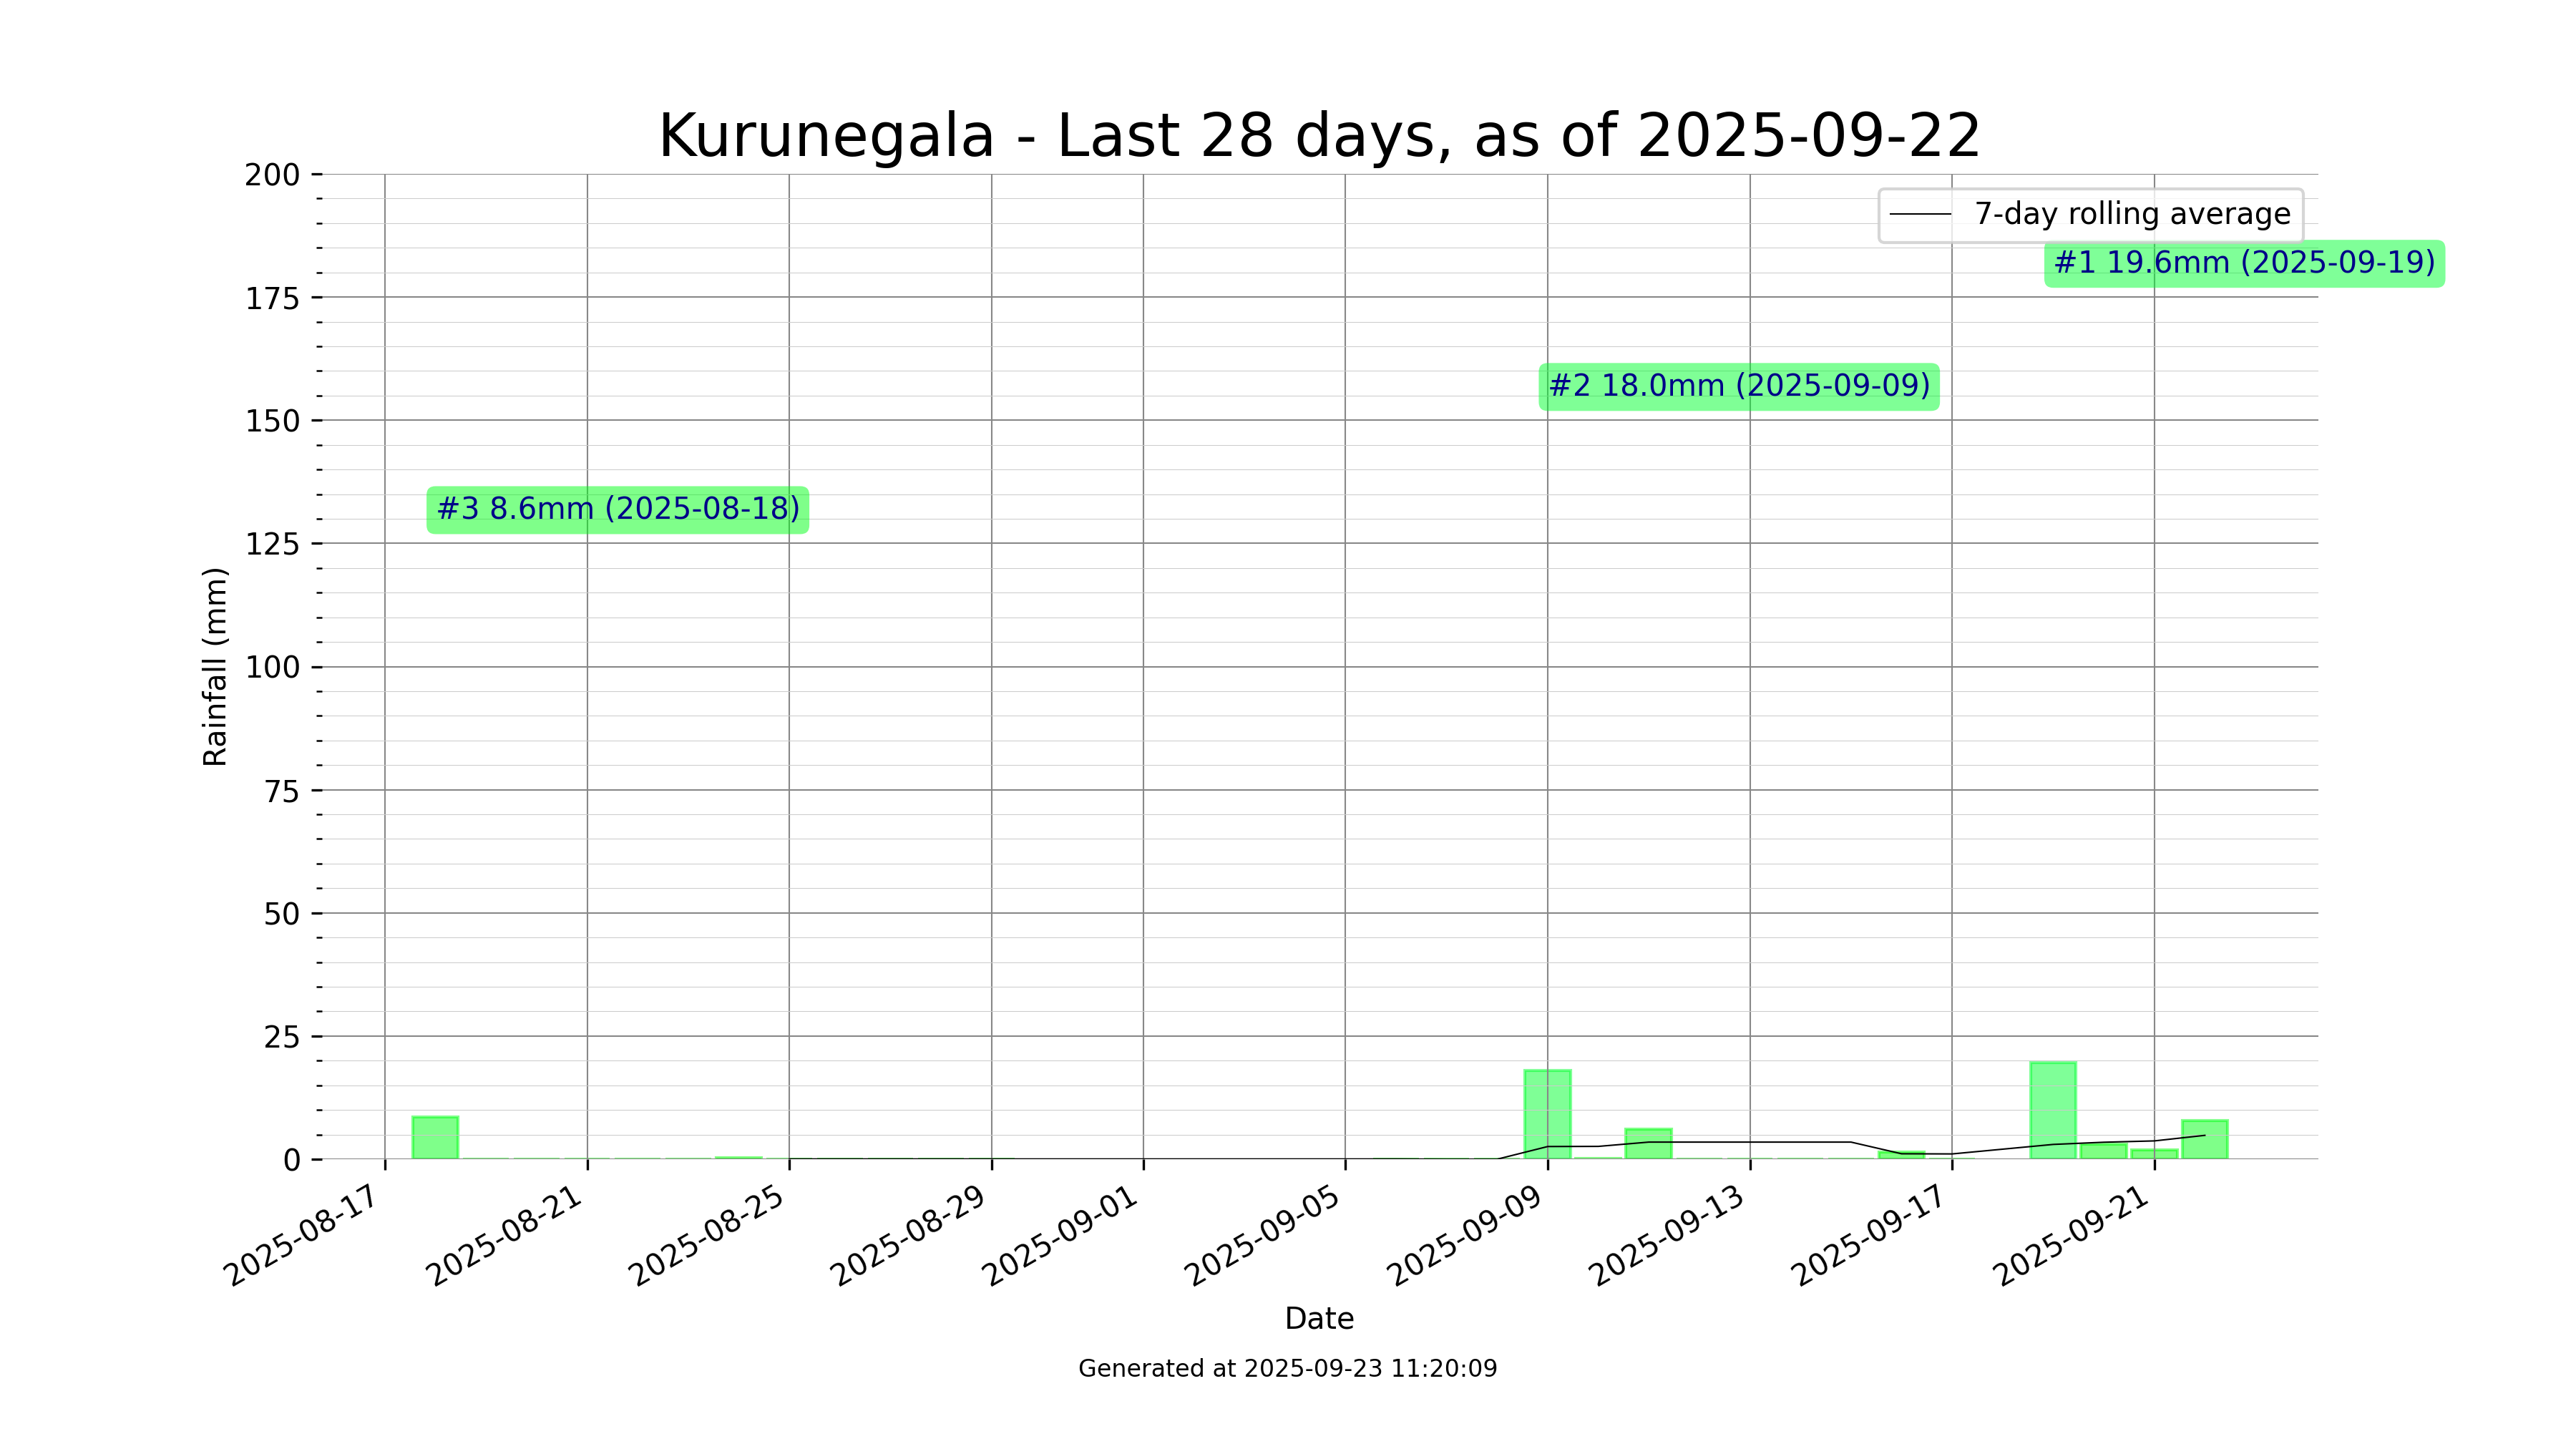 Kurunegala - Last 28 days, as of 2025-09-22
200
175
150
125
100
75
50
25
0
Rainfall (mm)
7-day rolling average
#1 19.6mm (2025-09-19)
#2 18.0mm (2025-09-09)
#3 8.6mm (2025-08-18)
2025-08-17
2025-08-21
2025-08-25
2025-08-29
2025-09-01
2025-09-05
2025-09-09
2025-09-13
2025-09-17
2025-09-21
Date
Generated at 2025-09-23 11:20:09